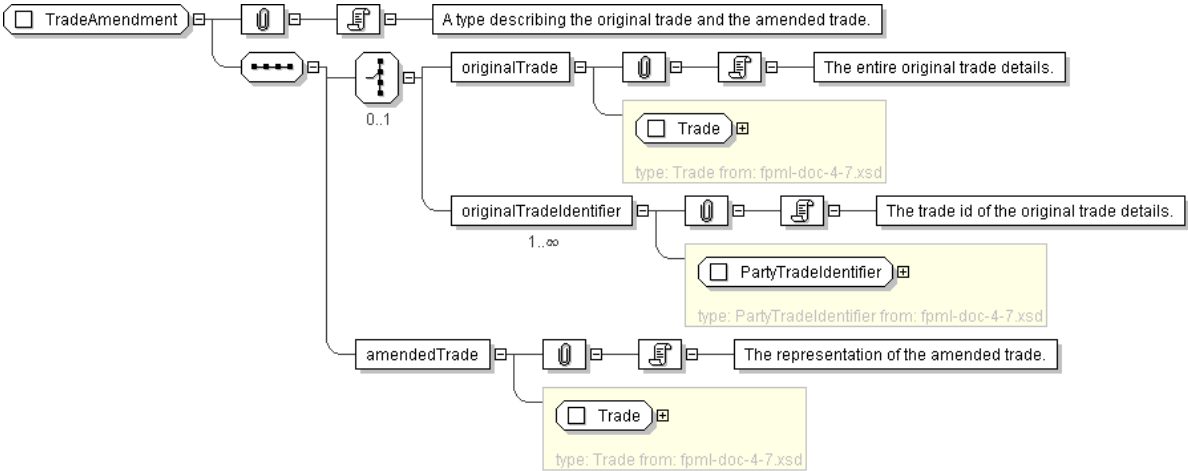 TradeAmendment
A type describing the original trade and the amended trade.
0..1
originalTrade
The entire original trade details.
Trade
type: Trade from: fpml-doc-4-7.xsd
originalTradeIdentifier
The trade id of the original trade details.
1..∞
PartyTradeIdentifier
type: PartyTradeIdentifier from: fpml-doc-4-7.xsd
amendedTrade
The representation of the amended trade.
Trade
type: Trade from: fpml-doc-4-7.xsd